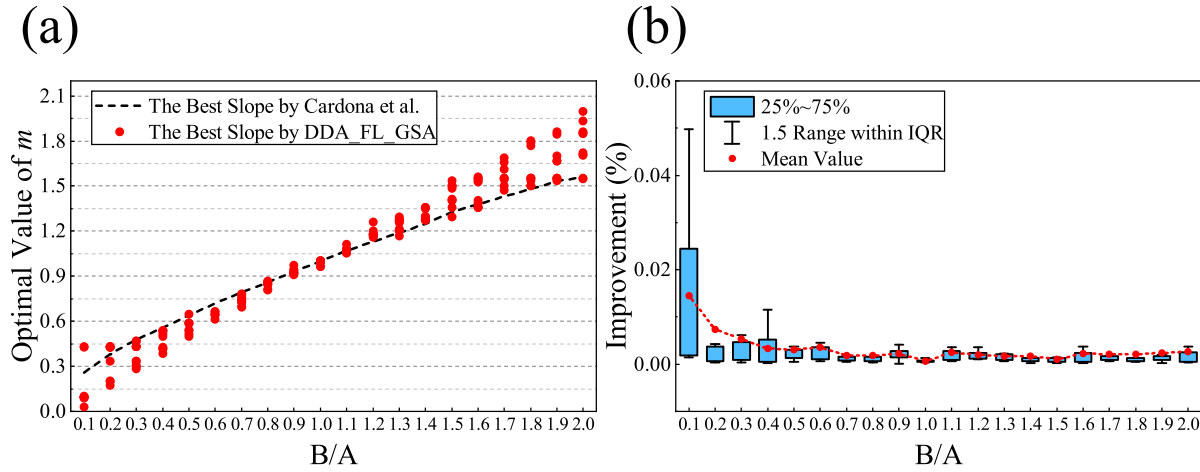 (a)
2.1
1.8
1.5
1.2
0.9
0.6
0.3
0.0
Optimal Value of m
The Best Slope by Cardona et al.
The Best Slope by DDA_FL_GSA
0.1 0.2 0.3 0.4 0.5 0.6 0.7 0.8 0.9 1.0 1.1 1.2 1.3 1.4 1.5 1.6 1.7 1.8 1.9 2.0
B/A
(b)
0.06
0.04
0.02
0.00
Improvement (%)
25%~75%
1.5 Range within IQR
Mean Value
0.1 0.2 0.3 0.4 0.5 0.6 0.7 0.8 0.9 1.0 1.1 1.2 1.3 1.4 1.5 1.6 1.7 1.8 1.9 2.0
B/A